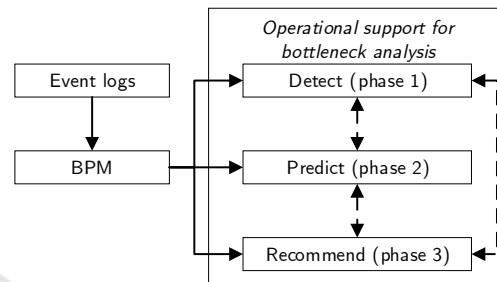 Operational support for
bottleneck analysis
Event logs
Detect (phase 1)
BPM
Predict (phase 2)
Recommend (phase 3)